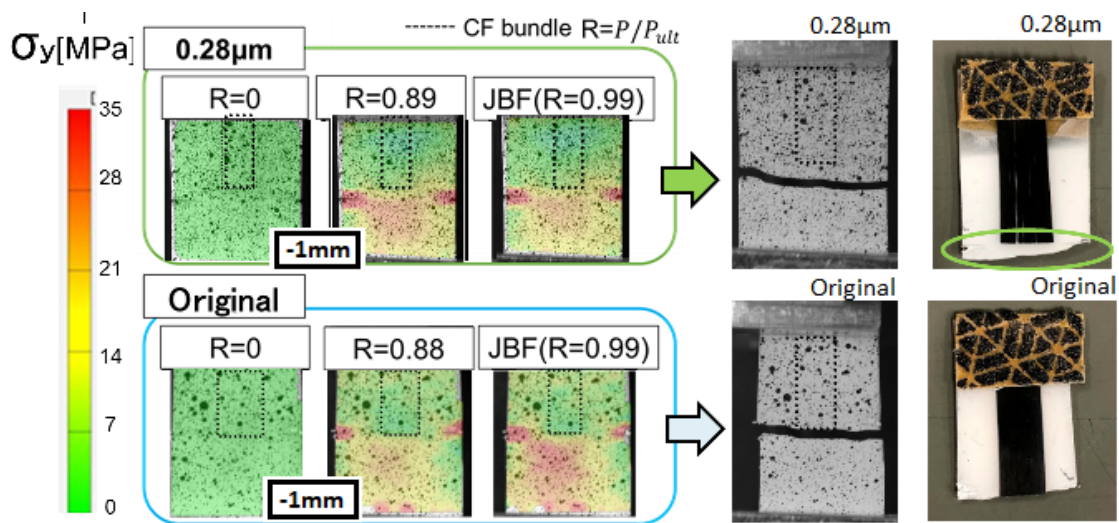 σy[MPa]
35
28
21
14
7
0
CF bundle R=P/Pult
0.28μm
R=0
R=0.89
JBF(R=0.99)
-1mm
Original
R=0
R=0.88
JBF(R=0.99)
-1mm
0.28μm
0.28μm
Original
Original